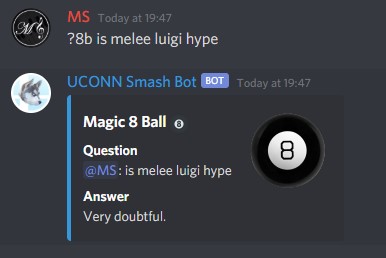 MS Today at 19:47
?8b is melee luigi hype
UCONN Smash Bot BOT Today at 19:47
Magic 8 Ball 8
Question
@MS: is melee luigi hype
8
Answer
Very doubtful.